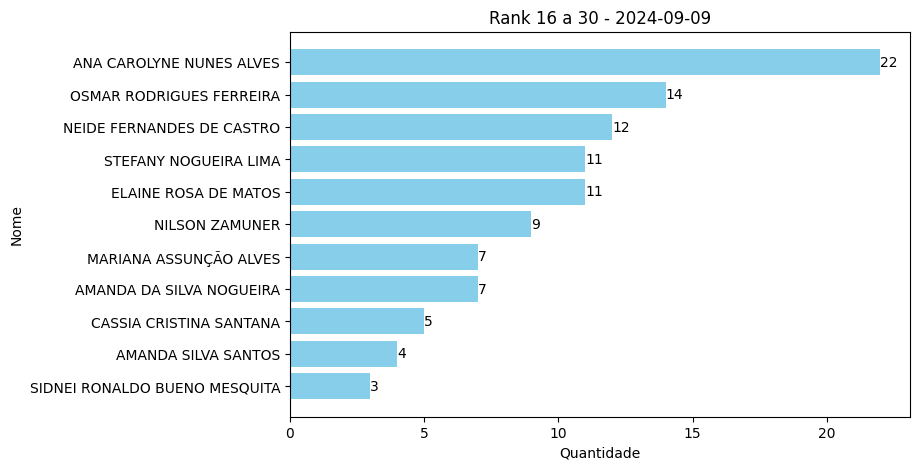 Rank 16 a 30 - 2024-09-09
Nome
ANA CAROLYNE NUNES ALVES 22
OSMAR RODRIGUES FERREIRA 14
NEIDE FERNANDES DE CASTRO 12
STEFANY NOGUEIRA LIMA 11
ELAINE ROSA DE MATOS 11
NILSON ZAMUNER 9
MARIANA ASSUNÇÃO ALVES 7
AMANDA DA SILVA NOGUEIRA 7
CASSIA CRISTINA SANTANA 5
AMANDA SILVA SANTOS 4
SIDNEI RONALDO BUENO MESQUITA 3
0 5 10 15 20
Quantidade